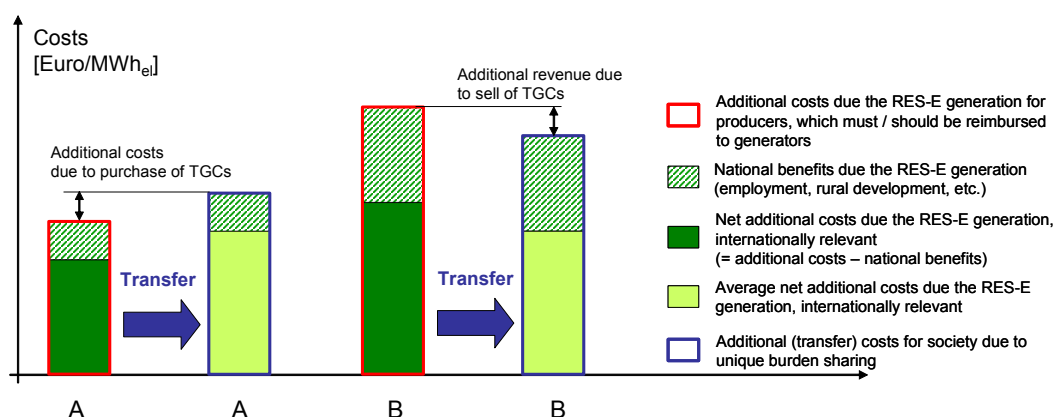 Costs
[Euro/MWhel]
Additional costs
due to purchase of TGCs
Additional revenue due
to sell of TGCs
Transfer
Transfer
A
A
B
B
Additional costs due the RES-E generation for
producers, which must / should be reimbursed
to generators
National benefits due the RES-E generation
(employment, rural development, etc.)
Net additional costs due the RES-E generation,
internationally relevant
(= additional costs – national benefits)
Average net additional costs due the RES-E
generation, internationally relevant
Additional (transfer) costs for society due to
unique burden sharing